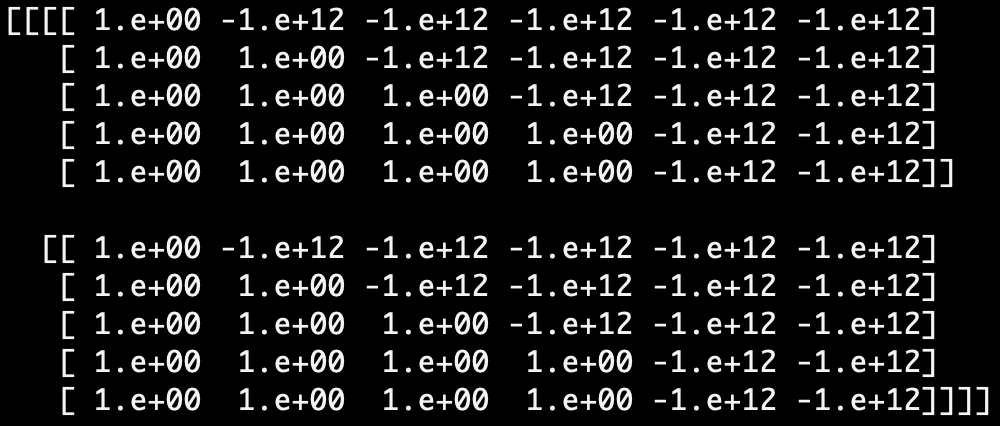 [[[[ 1.e+00 -1.e+12 -1.e+12 -1.e+12 -1.e+12 -1.e+12]
[ 1.e+00  1.e+00 -1.e+12 -1.e+12 -1.e+12 -1.e+12]
[ 1.e+00  1.e+00  1.e+00 -1.e+12 -1.e+12 -1.e+12]
[ 1.e+00  1.e+00  1.e+00  1.e+00 -1.e+12 -1.e+12]
[ 1.e+00  1.e+00  1.e+00  1.e+00 -1.e+12 -1.e+12]]
[[ 1.e+00 -1.e+12 -1.e+12 -1.e+12 -1.e+12 -1.e+12]
[ 1.e+00  1.e+00 -1.e+12 -1.e+12 -1.e+12 -1.e+12]
[ 1.e+00  1.e+00  1.e+00 -1.e+12 -1.e+12 -1.e+12]
[ 1.e+00  1.e+00  1.e+00  1.e+00 -1.e+12 -1.e+12]
[ 1.e+00  1.e+00  1.e+00  1.e+00 -1.e+12 -1.e+12]]]]